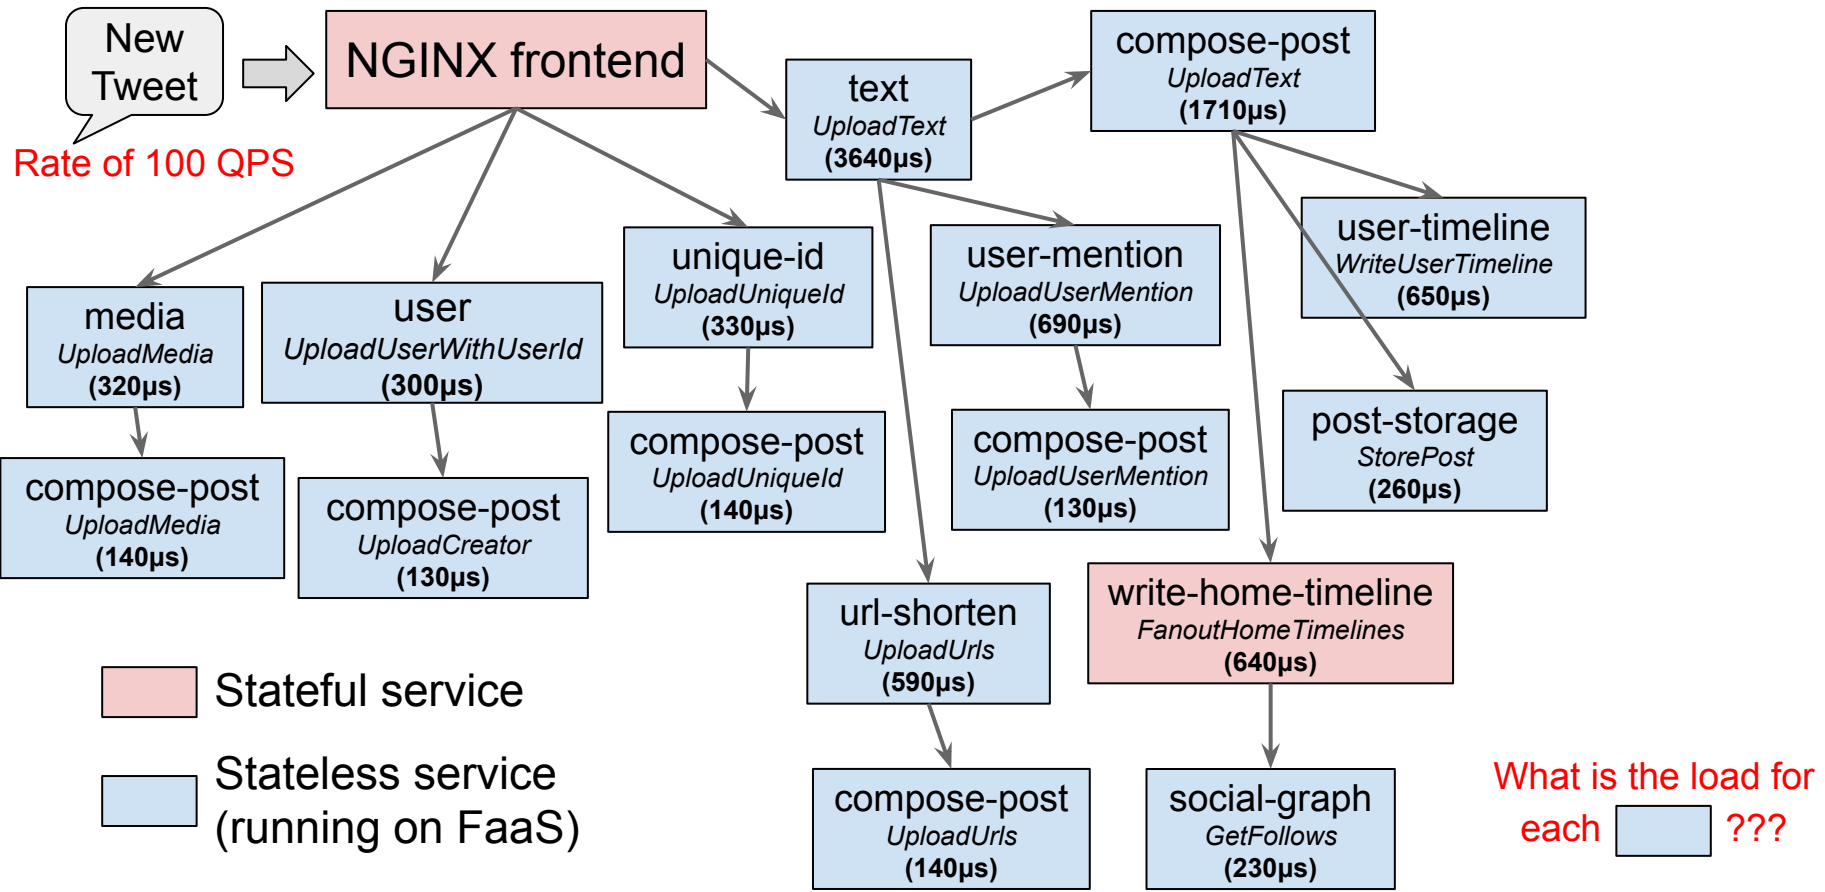 New
Tweet
Rate of 100 QPS
NGINX frontend
text
UploadText
(3640µs)
compose-post
UploadText
(1710µs)
media
UploadMedia
(320µs)
user
UploadUserWithUserId
(300µs)
unique-id
UploadUniqueId
(330µs)
user-mention
UploadUserMention
(690µs)
user-timeline
WriteUserTimeline
(650µs)
compose-post
UploadMedia
(140µs)
compose-post
UploadCreator
(130µs)
compose-post
UploadUniqueId
(140µs)
compose-post
UploadUserMention
(130µs)
post-storage
StorePost
(260µs)
url-shorten
UploadUrls
(590µs)
write-home-timeline
FanoutHomeTimelines
(640µs)
compose-post
UploadUrls
(140µs)
social-graph
GetFollows
(230µs)
Stateful service
Stateless service
(running on FaaS)
What is the load for
each ???